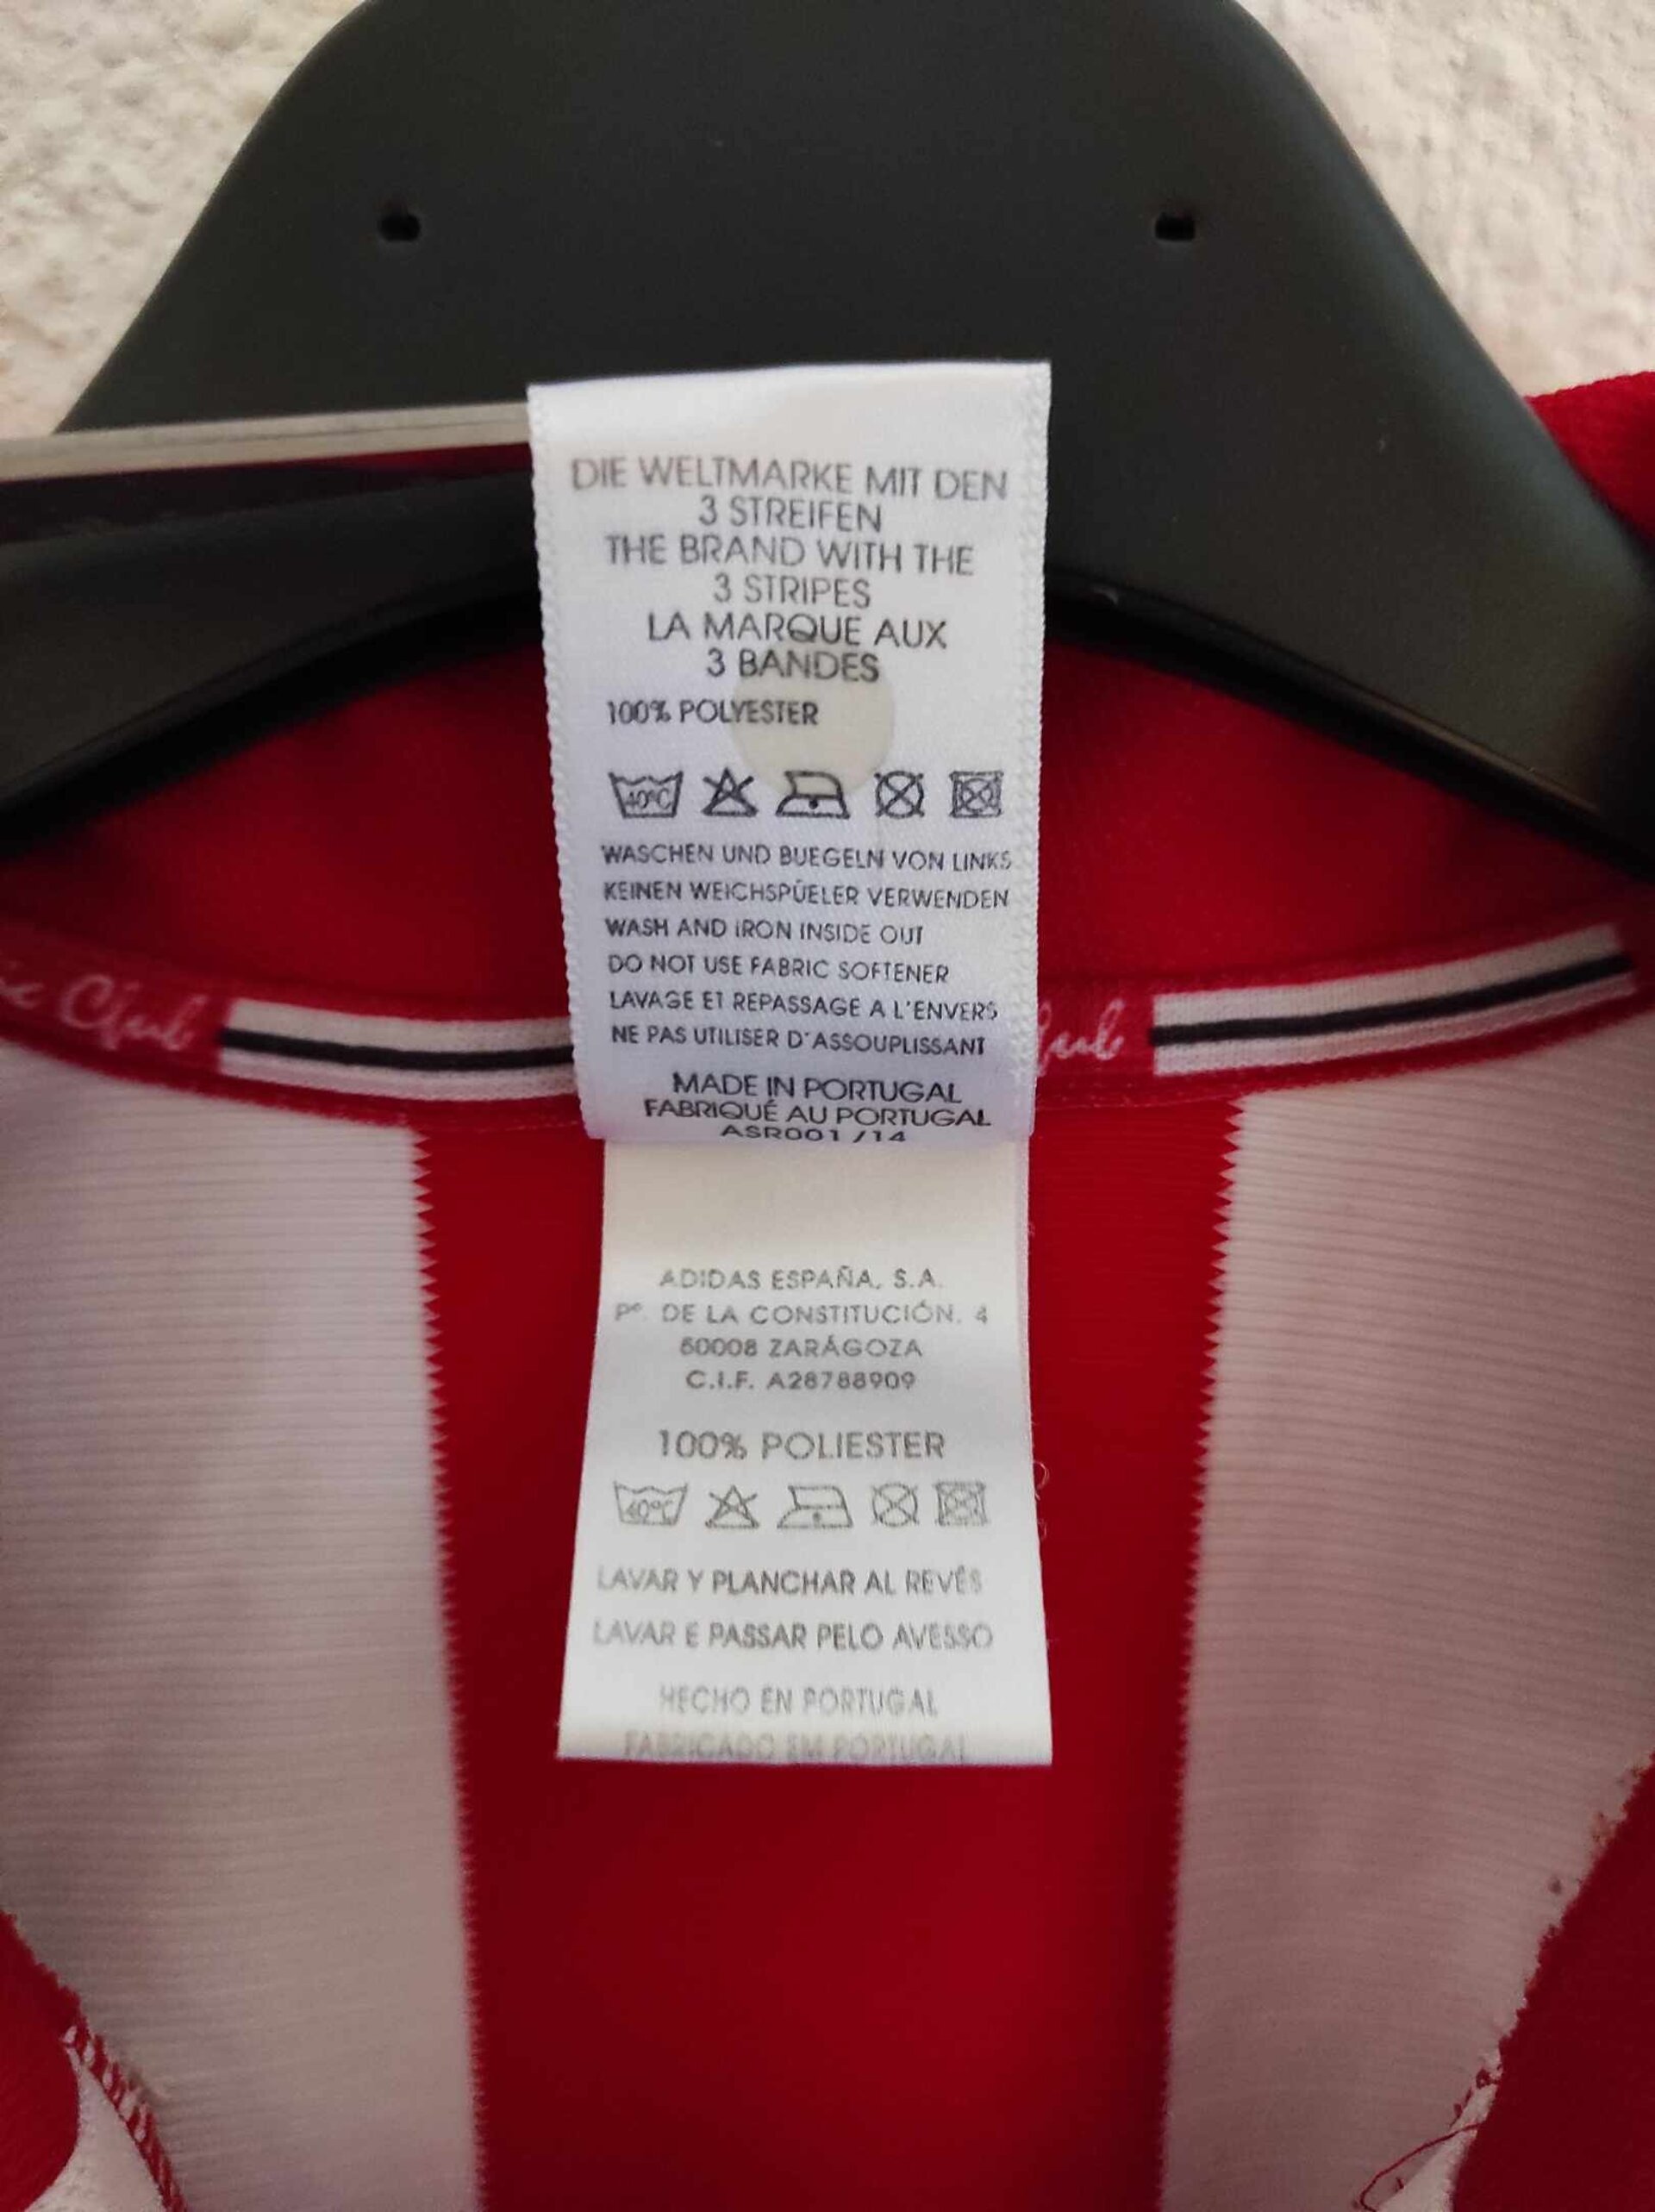 DIE WELTMARKE MIT DEN
3 STREIFEN
THE BRAND WITH THE
3 STRIPES
LA MARQUE AUX
3 BANDES
100% POLYESTER
40°C
WASCHEN UND BUEGELN VON LINKS
KEINEN WEICHSPÜELER VERWENDEN
WASH AND IRON INSIDE OUT
DO NOT USE FABRIC SOFTENER
LAVAGE ET REPASSAGE A L'ENVERS
NE PAS UTILISER D'ASSOUPLISSANT
MADE IN PORTUGAL
FABRIQUÉ AU PORTUGAL
ASR001 /14
Club
ADIDAS ESPAÑA, S.A.
Pº. DE LA CONSTITUCIÓN, 4
50008 ZARÁGOZA
C.I.F. A28788909
100% POLIESTER
40°C
LAVAR Y PLANCHAR AL REVÉS
LAVAR E PASSAR PELO AVESSO
HECHO EN PORTUGAL
FABRICADO EM PORTUGAL